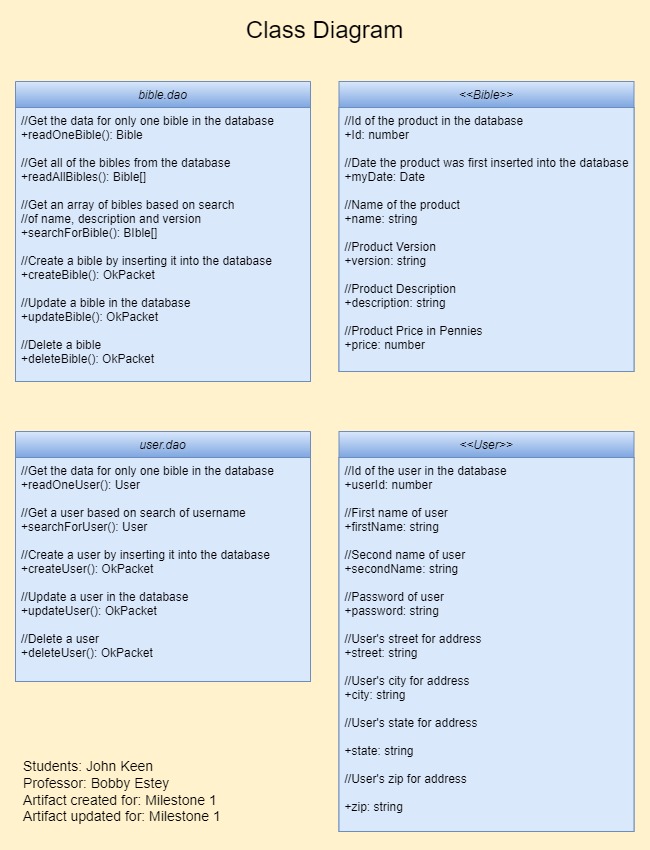 Class Diagram
bible.dao
//Get the data for only one bible in the database
+readOneBible(): Bible
//Get all of the bibles from the database
+readAllBibles(): Bible[]
//Get an array of bibles based on search
//of name, description and version
+searchForBible(): BIble[]
//Create a bible by inserting it into the database
+createBible(): OkPacket
//Update a bible in the database
+updateBible(): OkPacket
//Delete a bible
+deleteBible(): OkPacket
<<Bible>>
//Id of the product in the database
+Id: number
//Date the product was first inserted into the database
+myDate: Date
//Name of the product
+name: string
//Product Version
+version: string
//Product Description
+description: string
//Product Price in Pennies
+price: number
user.dao
//Get the data for only one bible in the database
+readOneUser(): User
//Get a user based on search of username
+searchForUser(): User
//Create a user by inserting it into the database
+createUser(): OkPacket
//Update a user in the database
+updateUser(): OkPacket
//Delete a user
+deleteUser(): OkPacket
<<User>>
//Id of the user in the database
+userId: number
//First name of user
+firstName: string
//Second name of user
+secondName: string
//Password of user
+password: string
//User's street for address
+street: string
//User's city for address
+city: string
//User's state for address
+state: string
//User's zip for address
+zip: string
Students: John Keen
Professor: Bobby Estey
Artifact created for: Milestone 1
Artifact updated for: Milestone 1